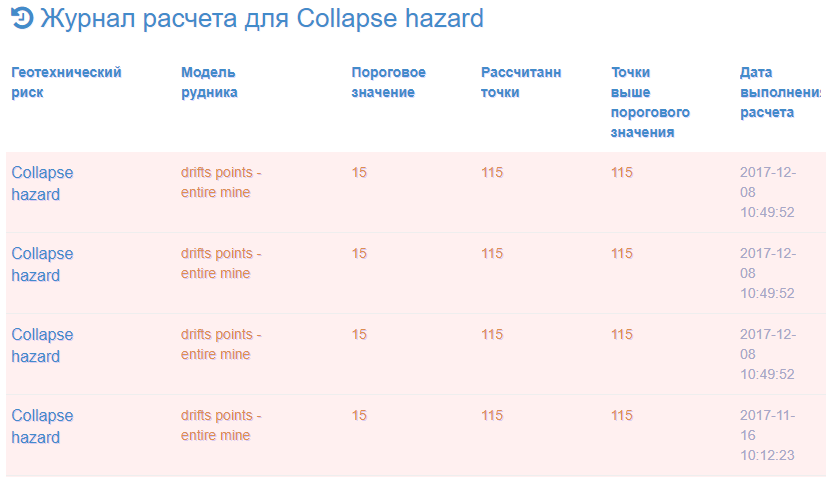 Журнал расчета для Collapse hazard
Геотехнический риск Модель рудника Пороговое значение Рассчитанн точки Точки выше порогового значения Дата выполнени расчета
Collapse hazard drifts points - entire mine 15 115 115 2017-12-08 10:49:52
Collapse hazard drifts points - entire mine 15 115 115 2017-12-08 10:49:52
Collapse hazard drifts points - entire mine 15 115 115 2017-12-08 10:49:52
Collapse hazard drifts points - entire mine 15 115 115 2017-11-16 10:12:23